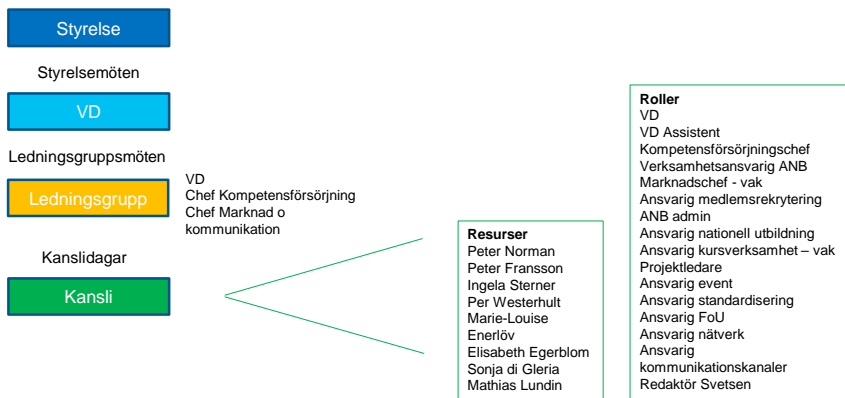 Styrelse
Styrelsemöten
VD
Ledningsgruppsmöten
Ledningsgrupp
VD
Chef Kompetensförsörjning
Chef Marknad o
kommunikation
Kanslidagar
Kansli
Resurser
Peter Norman
Peter Fransson
Ingela Sterner
Per Westerhult
Marie-Louise
Enerlöv
Elisabeth Egerblom
Sonja di Gleria
Mathias Lundin
Roller
VD
VD Assistent
Kompetensförsörjningschef
Verksamhetsansvarig ANB
Marknadschef - vak
Ansvarig medlemsrekrytering
ANB admin
Ansvarig nationell utbildning
Ansvarig kursverksamhet – vak
Projektledare
Ansvarig event
Ansvarig standardisering
Ansvarig FoU
Ansvarig nätverk
Ansvarig
kommunikationskanaler
Redaktör Svetsen